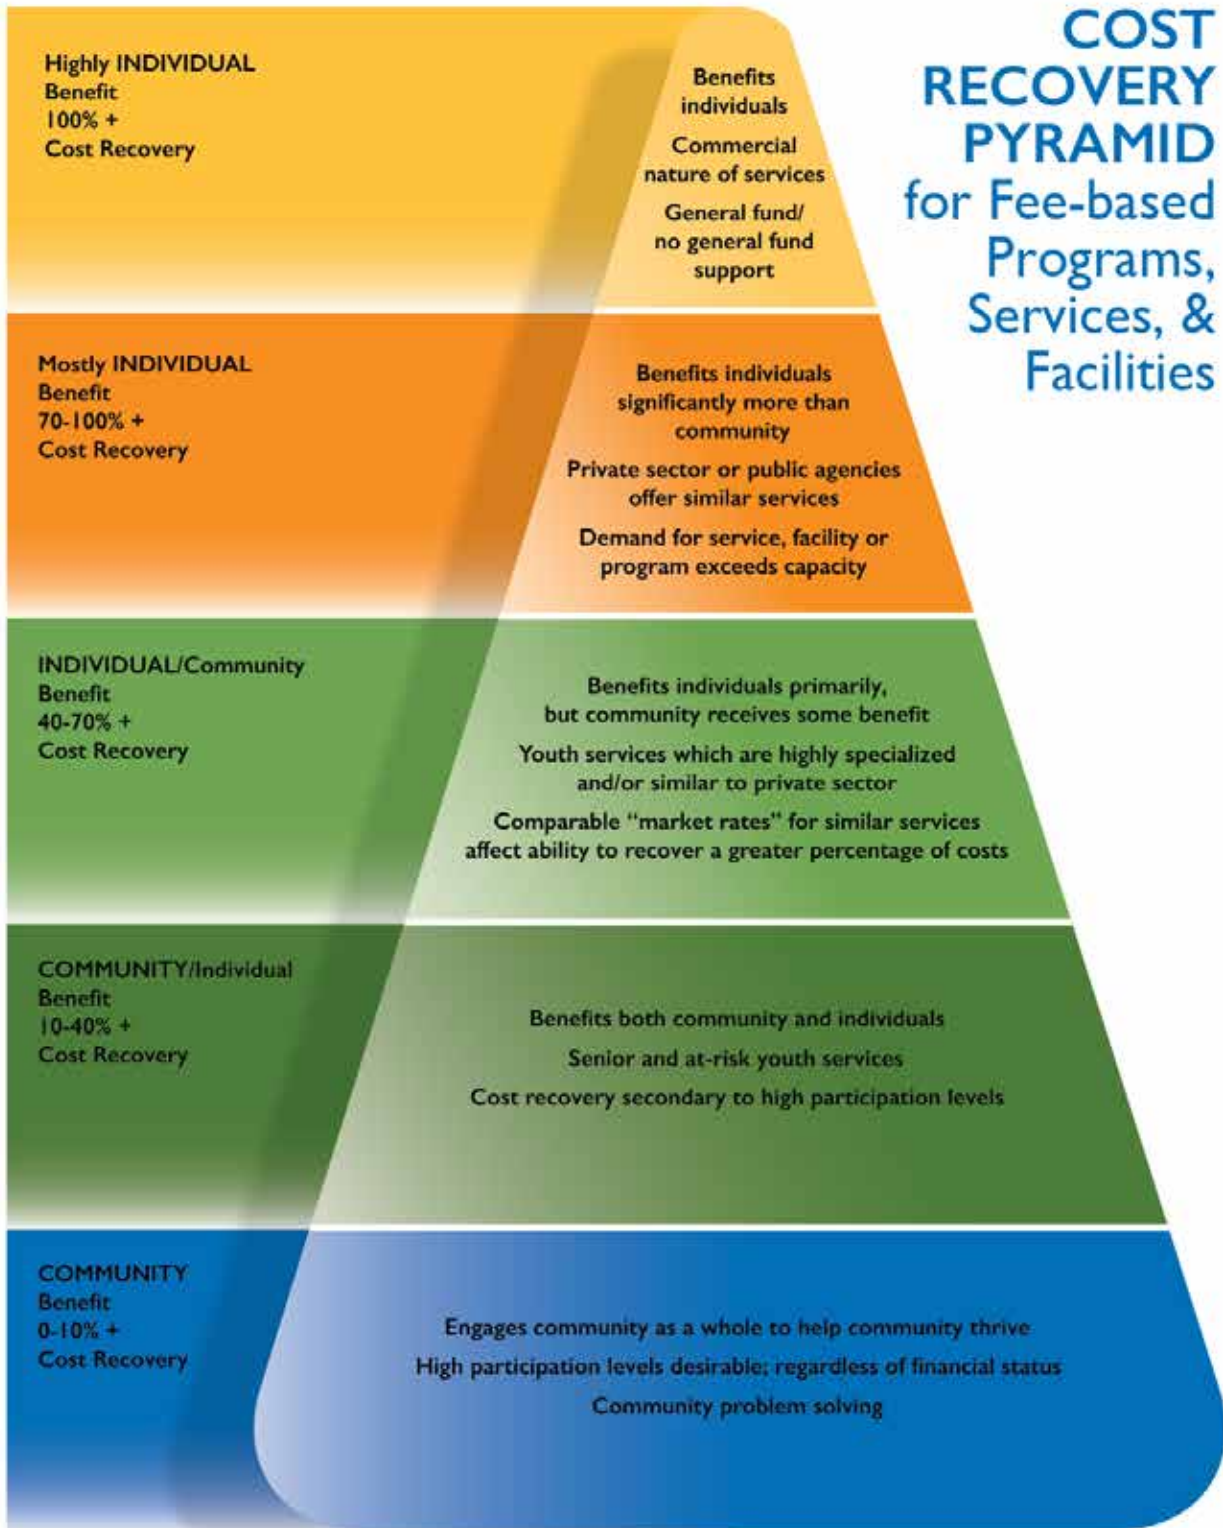 COST
RECOVERY
PYRAMID
for Fee-based
Programs,
Services, &
Facilities
Highly INDIVIDUAL
Benefit
100% +
Cost Recovery
Benefits
individuals
Commercial
nature of services
General fund/
no general fund
support
Mostly INDIVIDUAL
Benefit
70-100% +
Cost Recovery
Benefits individuals
significantly more than
community
Private sector or public agencies
offer similar services
Demand for service, facility or
program exceeds capacity
INDIVIDUAL/Community
Benefit
40-70% +
Cost Recovery
Benefits individuals primarily,
but community receives some benefit
Youth services which are highly specialized
and/or similar to private sector
Comparable “market rates” for similar services
affect ability to recover a greater percentage of costs
COMMUNITY/Individual
Benefit
10-40% +
Cost Recovery
Benefits both community and individuals
Senior and at-risk youth services
Cost recovery secondary to high participation levels
COMMUNITY
Benefit
0-10% +
Cost Recovery
Engages community as a whole to help community thrive
High participation levels desirable; regardless of financial status
Community problem solving